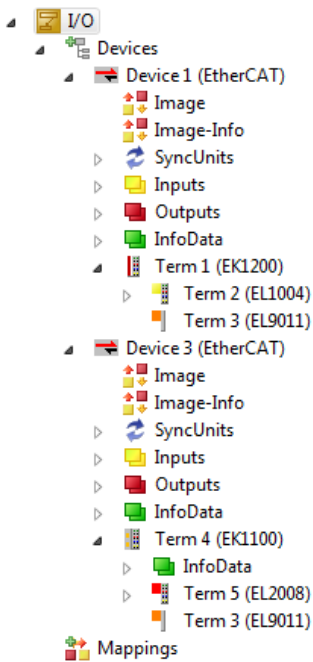 I/O
Devices
Device 1 (EtherCAT)
Image
Image-Info
SyncUnits
Inputs
Outputs
InfoData
Term 1 (EK1200)
Term 2 (EL1004)
Term 3 (EL9011)
Device 3 (EtherCAT)
Image
Image-Info
SyncUnits
Inputs
Outputs
InfoData
Term 4 (EK1100)
InfoData
Term 5 (EL2008)
Term 3 (EL9011)
Mappings